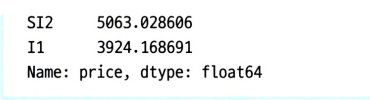 SI2     5063.028606
I1      3924.168691
Name: price, dtype: float64